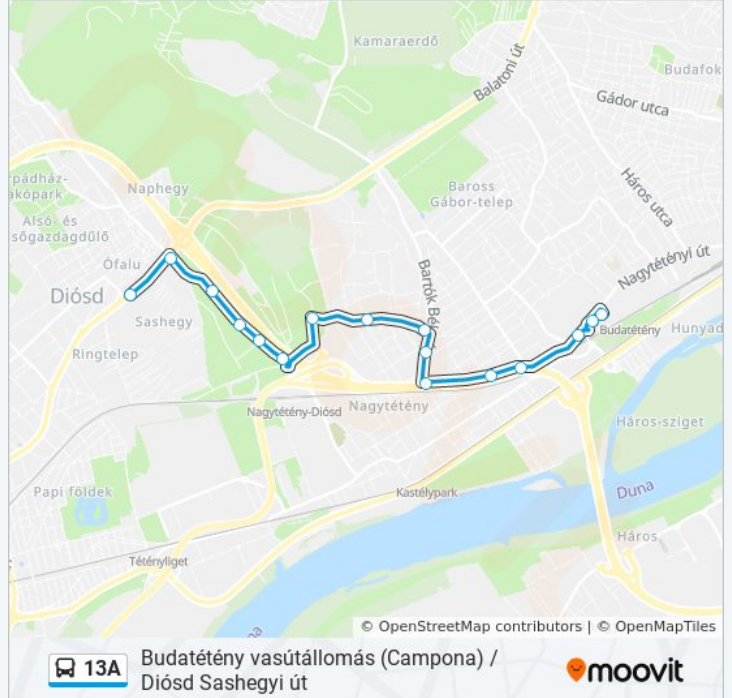 Kamaraerdő
Balatoni út
Budafok
Gádor utca
pádház-
akópark
Naphegy
Baross
Gábor-telep
Háros utca
Alsó- és
sőgazdagdűlő
Ófalu
Nagytétényi út
Bartók Bél
Diósd
Sashegy
Budatétény
Hunyad
Ringtelep
Nagytétény-Diósd
Nagytétény
Háros-sziget
Papi földek
Kastélypark
Duna
Háros
Tétényliget
na
© OpenStreetMap contributors | © OpenMapTiles
13A
Budatétény vasútállomás (Campona) /
Diósd Sashegyi út
moovit